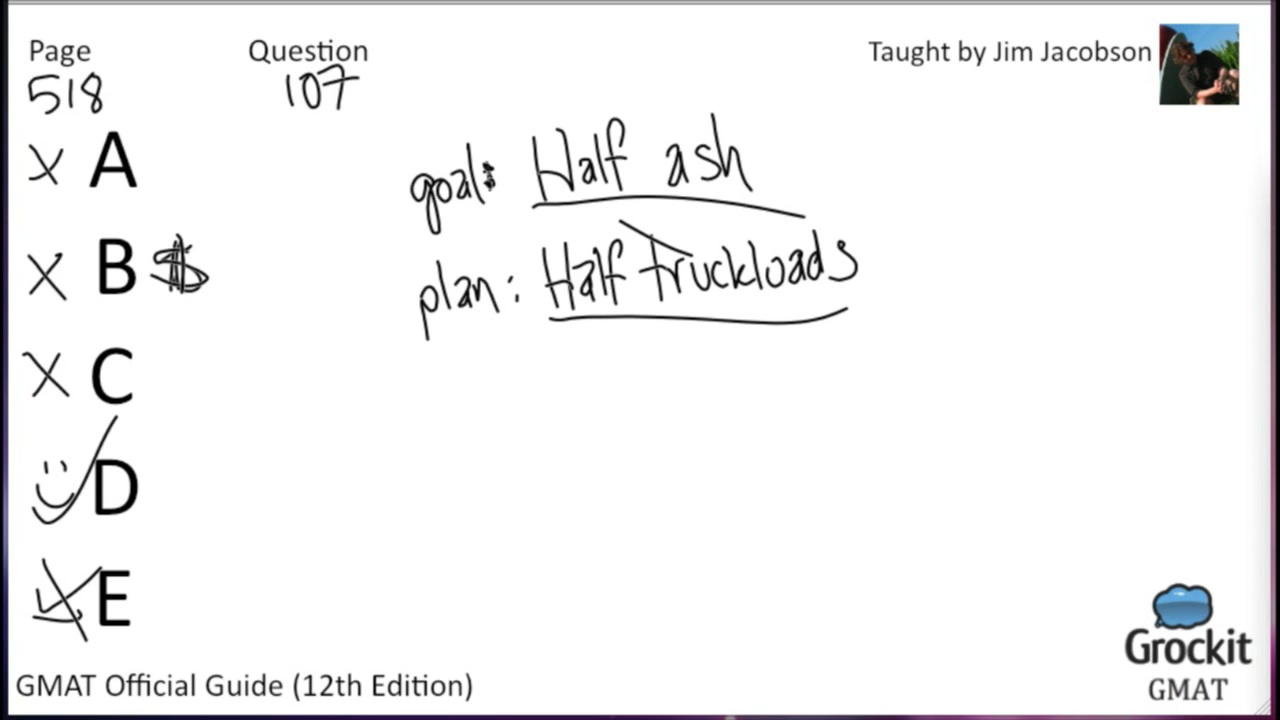 Page Question Taught by Jim Jacobson
518 107
X A
goal: Half ash
X B $
plan: Half truckloads
X C
D
E
Grockit
GMAT
GMAT Official Guide (12th Edition)